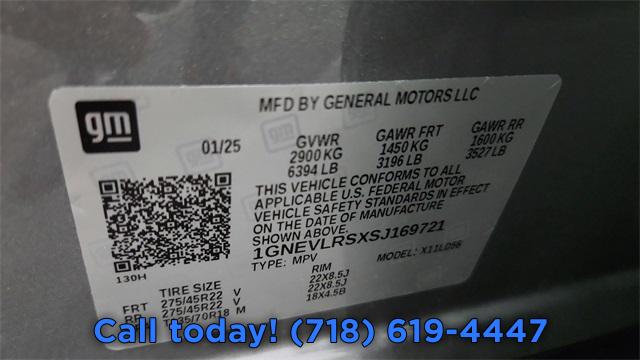 MFD BY GENERAL MOTORS LLC
gm
01/25
GVWR GAWR FRT GAWR RR
2900 KG 1450 KG 1600 KG
6394 LB 3196 LB 3527 LB
THIS VEHICLE CONFORMS TO ALL
APPLICABLE U.S. FEDERAL MOTOR
VEHICLE SAFETY STANDARDS IN EFFECT
ON THE DATE OF MANUFACTURE
SHOWN ABOVE.
1GNEVLRSXSJ169721
TYPE: MPV MODEL: X11LD56
130H
TIRE SIZE RIM
FRT 275/45R22 V 22X8.5J
RR 275/45R22 V 22X8.5J
35/70R18 M 18X4.5B
Call today! (718) 619-4447